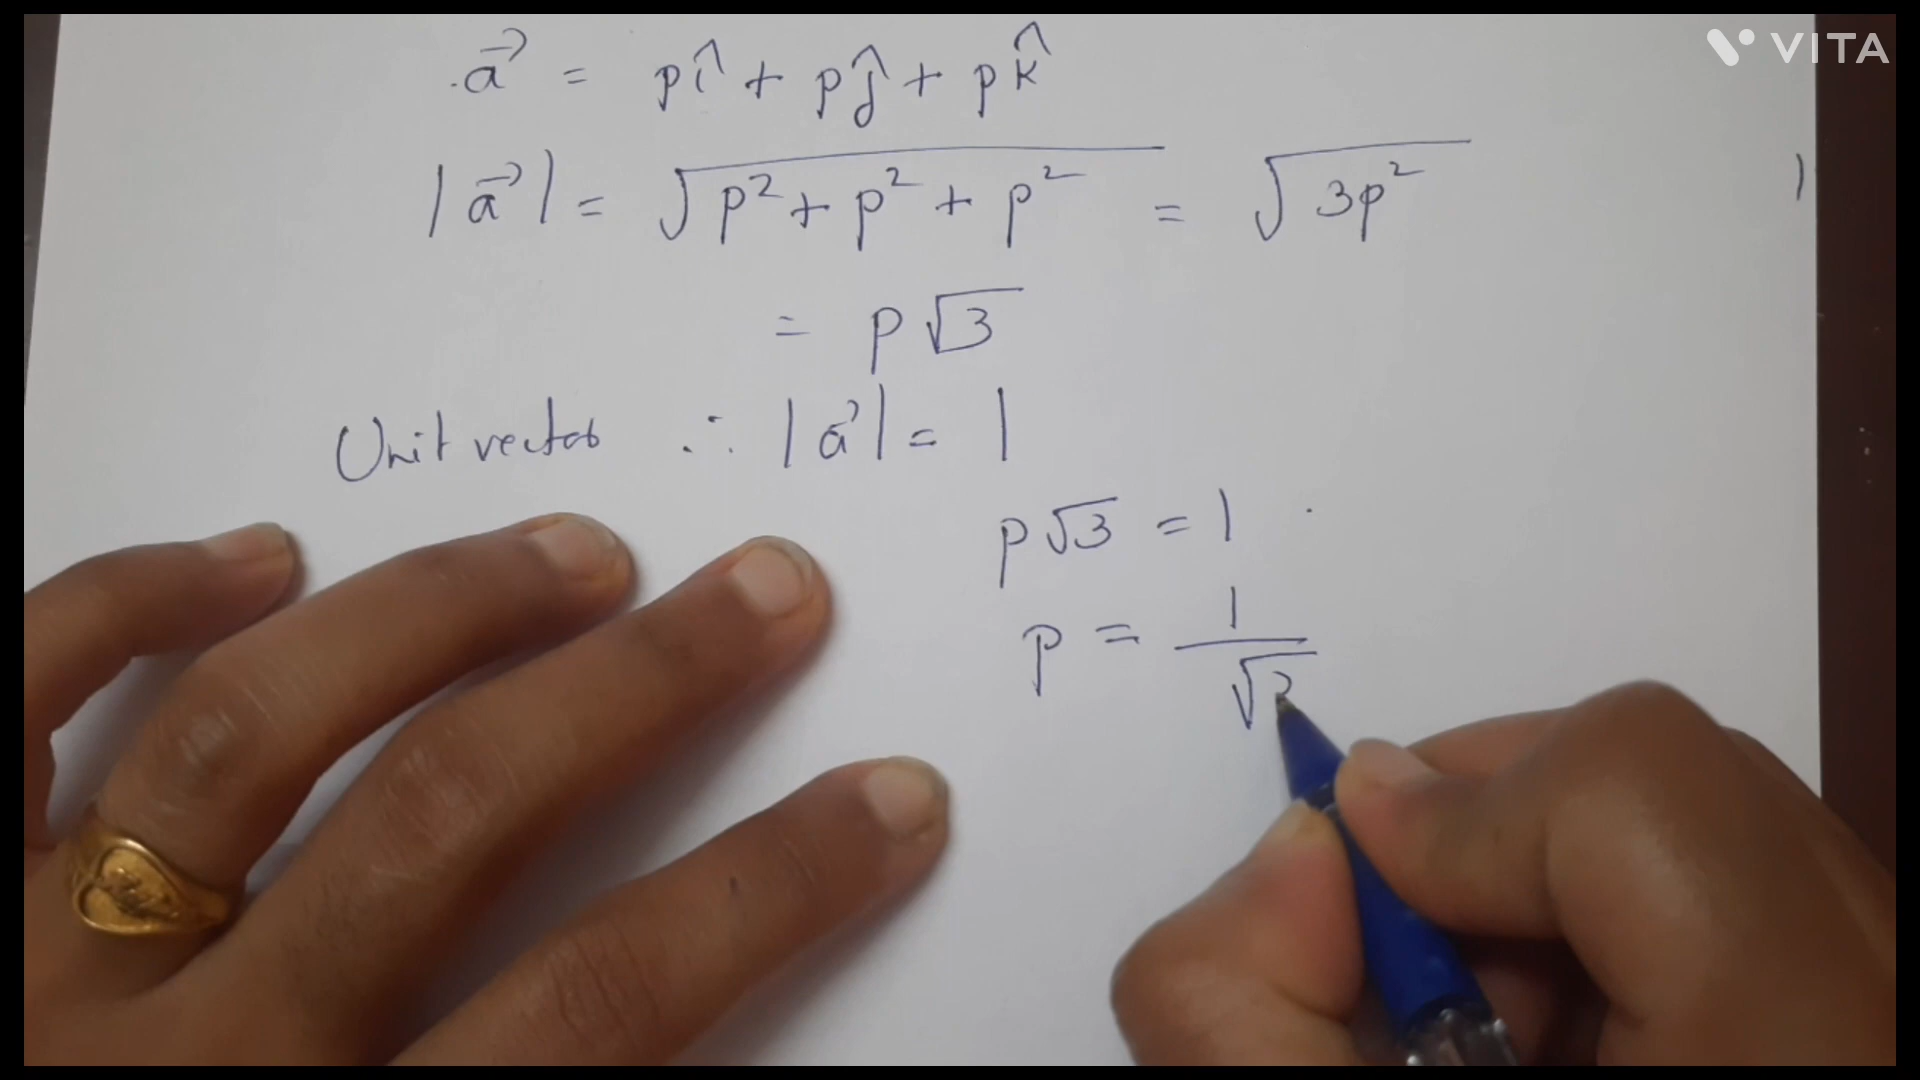 VITA
a⃗ = pî + pĵ + pk̂
|a⃗| = √(p² + p² + p²) = √(3p²)
= p√3
Unit vector ∴ |a⃗| = 1
p√3 = 1
p = 1/√3